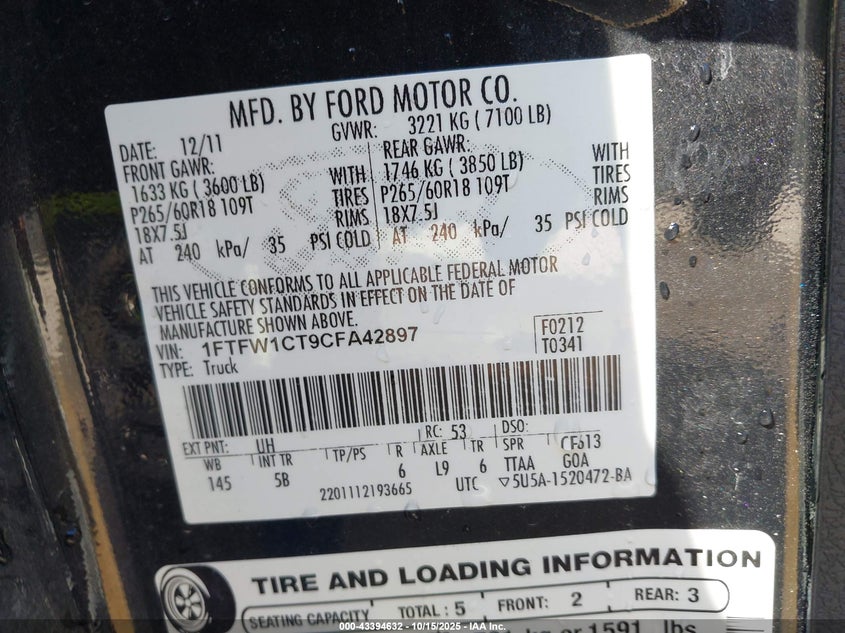 MFD. BY FORD MOTOR CO.
DATE: 12/11 GVWR: 3221 KG ( 7100 LB)
FRONT GAWR: REAR GAWR:
1633 KG ( 3600 LB) WITH 1746 KG ( 3850 LB) WITH
P265/60R18 109T TIRES P265/60R18 109T TIRES
18X7.5J RIMS 18X7.5J RIMS
AT 240 kPa/ 35 PSI COLD AT 240 kPa/ 35 PSI COLD
THIS VEHICLE CONFORMS TO ALL APPLICABLE FEDERAL MOTOR
VEHICLE SAFETY STANDARDS IN EFFECT ON THE DATE OF
MANUFACTURE SHOWN ABOVE.
VIN: 1FTFW1CT9CFA42897 F0212
TYPE: Truck T0341
EXT PNT: UH RC: 53 DSO:
WB INT TR TP/PS R AXLE TR SPR CF613
145 5B 6 L9 6 TTAA GOA
2201112193665 UTC ▽5U5A-1520472-BA
TIRE AND LOADING INFORMATION
SEATING CAPACITY TOTAL : 5 FRONT: 2 REAR: 3
kg or 1591 lbs
000-43394632 - 10/15/2025 - IAA Inc.